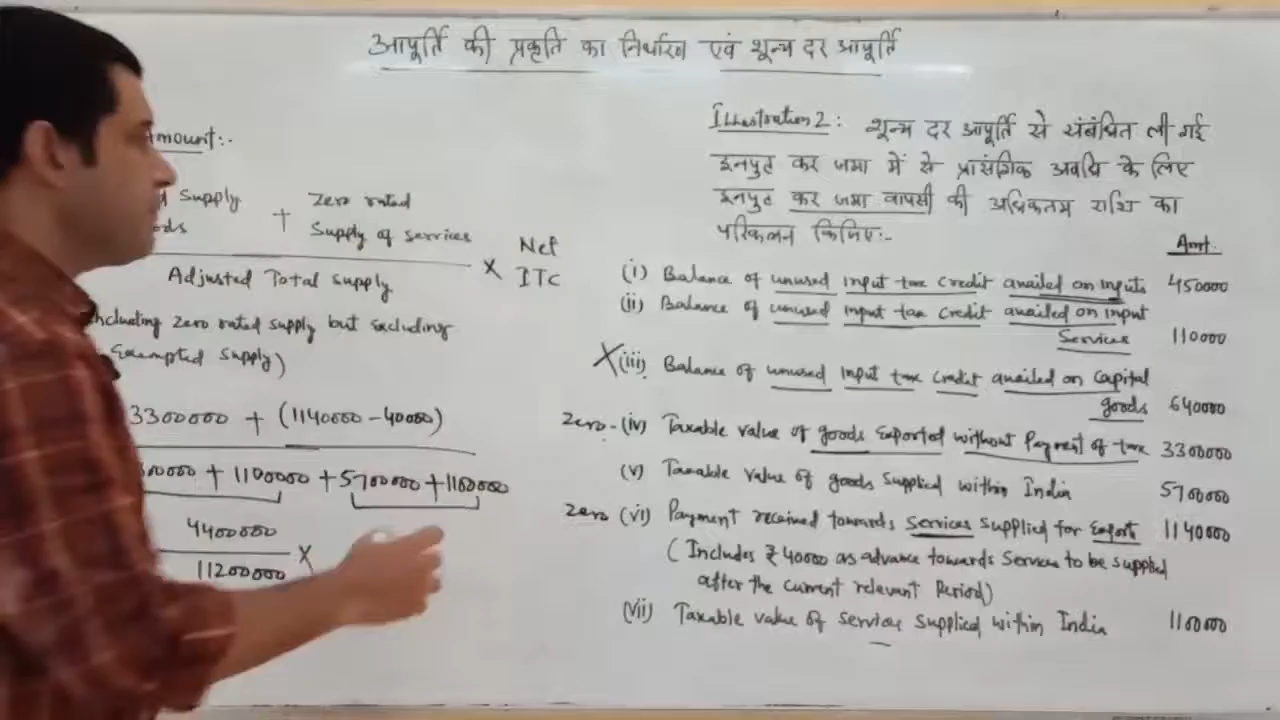 आपूर्ति की प्रकृति का निर्धारण एवं शून्य दर आपूर्ति
mount:-
Supply + Zero rated
ods Supply of services
× Net ITC
Adjusted Total Supply
Including zero rated supply but Excluding
Exempted Supply)
3300000 + (1140000 - 40000)
00000 + 1100000 + 5700000 + 1100000
4400000
11200000 ×
Illustration 2: शून्य दर आपूर्ति से संबंधित ली गई
इनपुट कर जमा में से प्रासंगिक अवधि के लिए
इनपुट कर जमा वापसी की अधिकतम राशि का
परिकलन किजिए:-
Amt.
(i) Balance of unused input tax credit availed on inputs 450000
(ii) Balance of unused input tax credit availed on input
Services 110000
X (iii) Balance of unused input tax credit availed on capital
goods 640000
Zero - (iv) Taxable value of goods Exported without Payment of tax 3300000
(v) Taxable value of goods Supplied within India 5700000
Zero (vi) Payment received towards Services supplied for Export 1140000
(Includes ₹ 40000 as advance towards Services to be supplied
after the current relevant Period)
(vii) Taxable value of services supplied within India 1100000